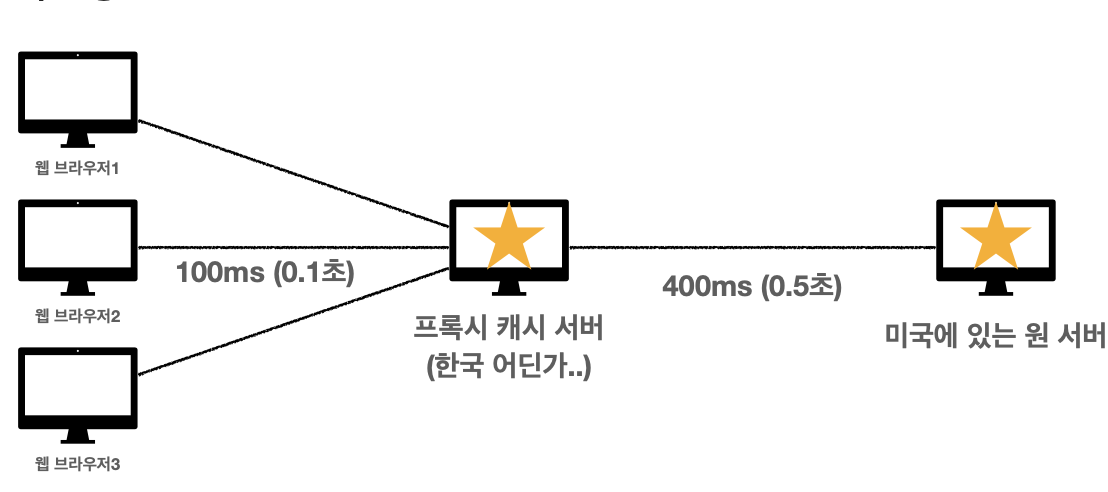 웹 브라우저1
웹 브라우저2
100ms (0.1초)
400ms (0.5초)
프록시 캐시 서버
(한국 어딘가..)
미국에 있는 원 서버
웹 브라우저3